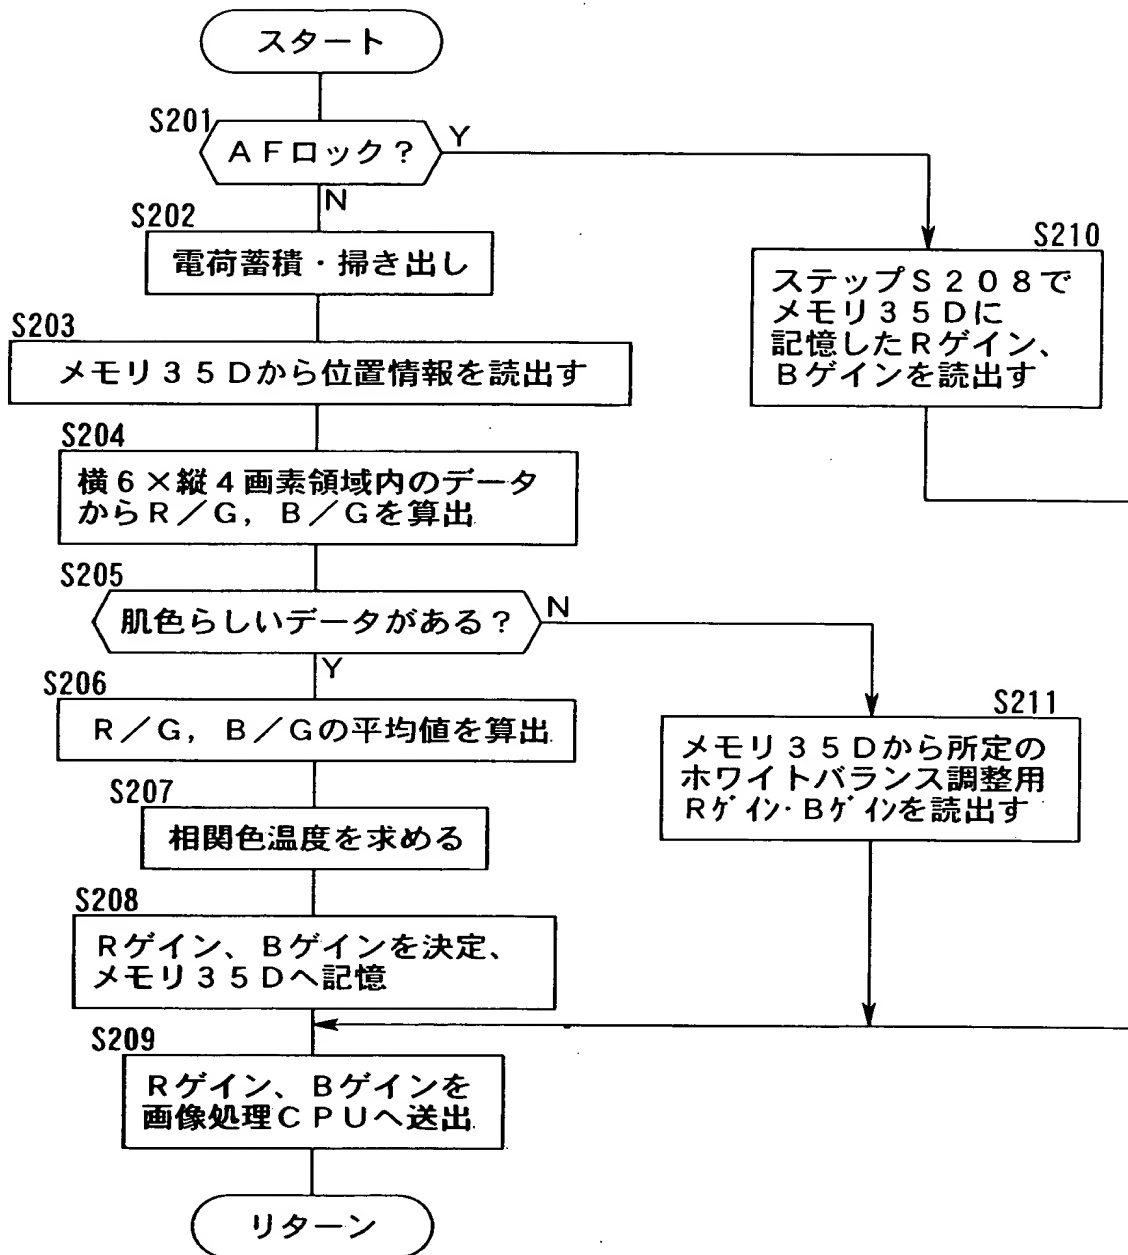 スタート
S201
AFロック?
Y
N
S202
電荷蓄積・掃き出し
S210
ステップS208で
メモリ35Dに
記憶したRゲイン、
Bゲインを読出す
S203
メモリ35Dから位置情報を読出す
S204
横6×縦4画素領域内のデータ
からR/G,B/Gを算出
S205
肌色らしいデータがある?
N
Y
S206
R/G,B/Gの平均値を算出
S211
メモリ35Dから所定の
ホワイトバランス調整用
Rゲイン・Bゲインを読出す
S207
相関色温度を求める
S208
Rゲイン、Bゲインを決定、
メモリ35Dへ記憶
S209
Rゲイン、Bゲインを
画像処理CPUへ送出
リターン